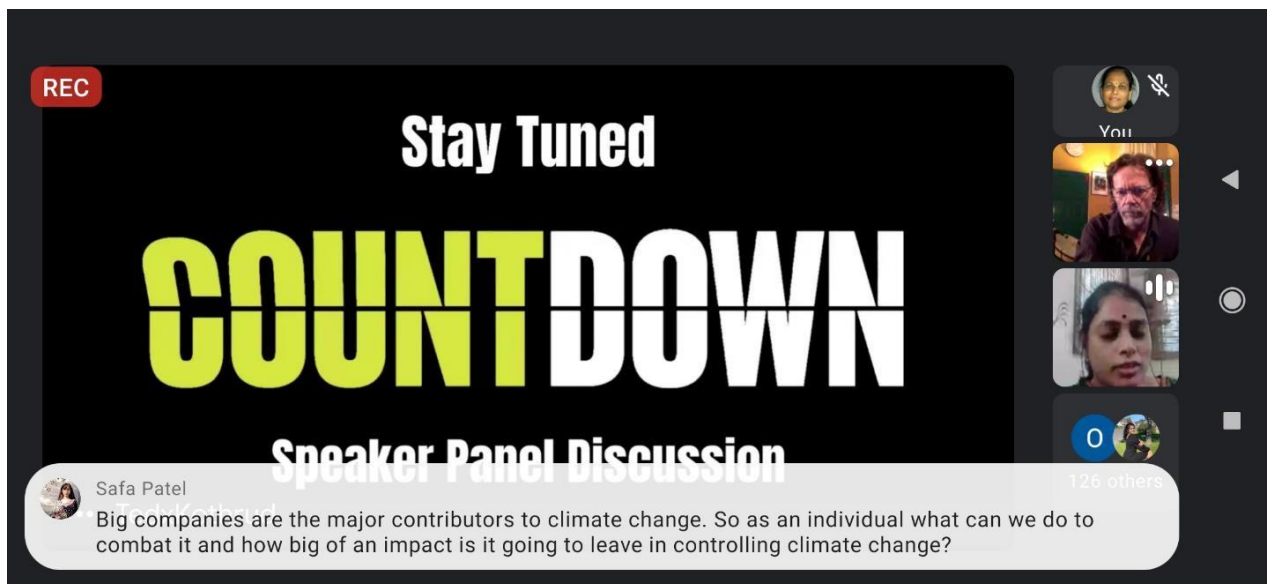 REC
Stay Tuned
COUNTDOWN
Speaker Panel Discussion
You
O
126 others
TedxKothrud
Safa Patel
Big companies are the major contributors to climate change. So as an individual what can we do to
combat it and how big of an impact is it going to leave in controlling climate change?